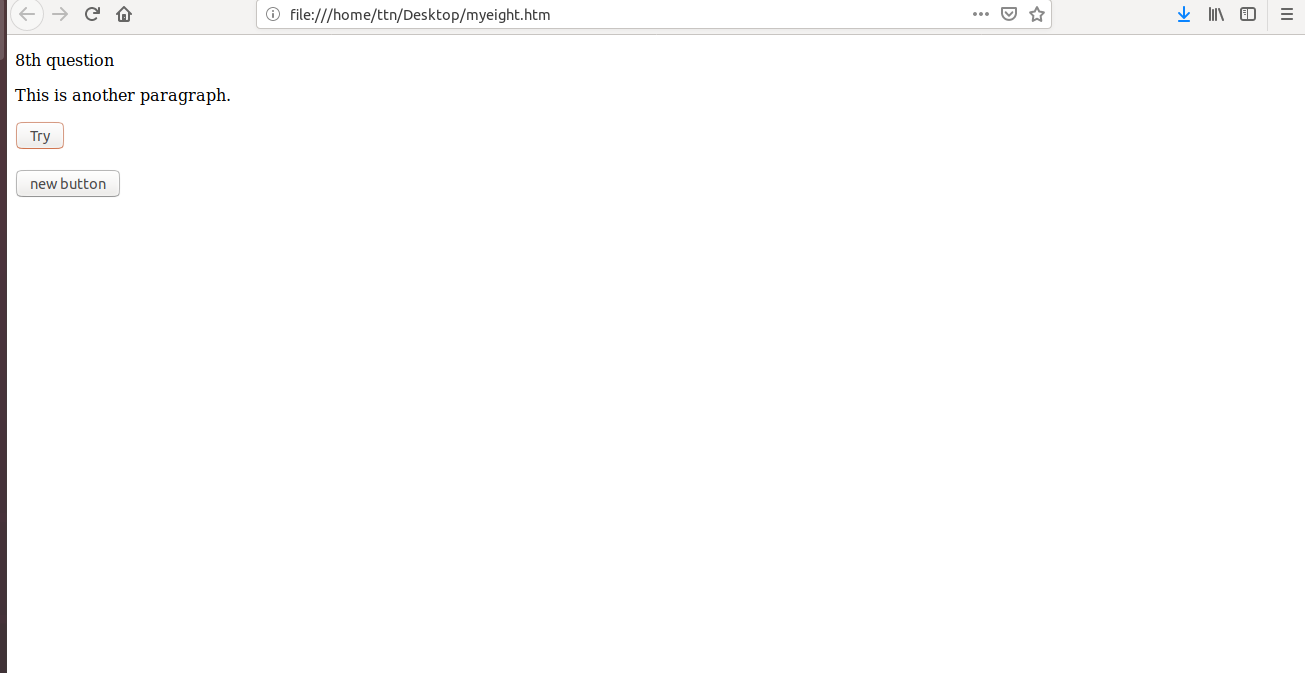 file:///home/ttn/Desktop/myeight.htm
8th question
This is another paragraph.
Try
new button